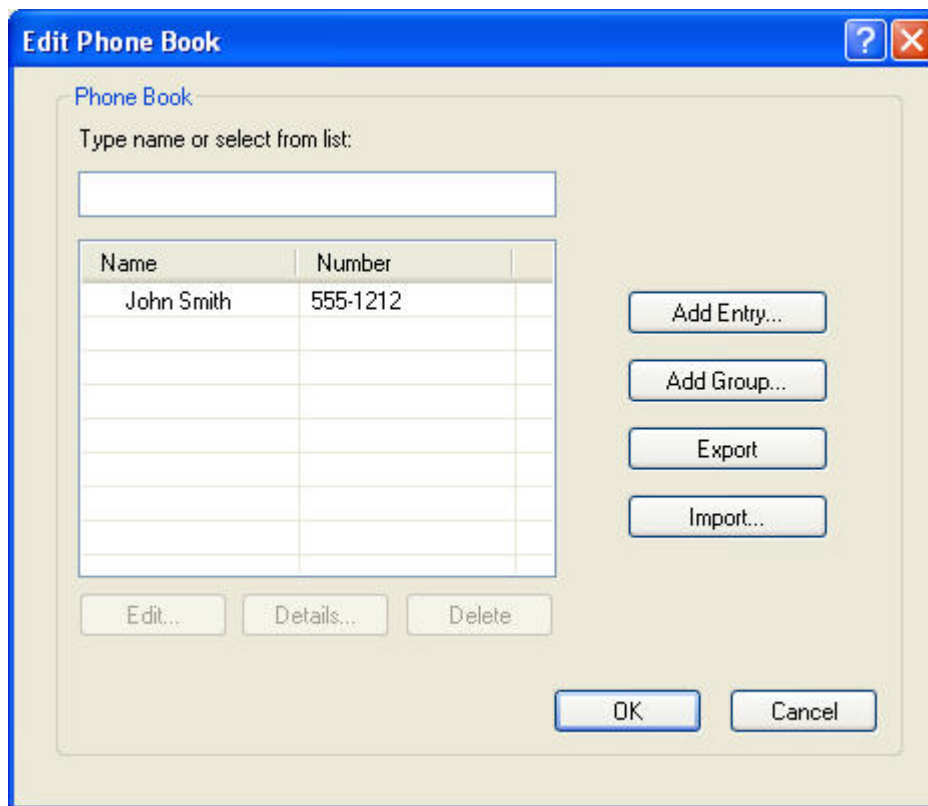 Edit Phone Book
?
Phone Book
Type name or select from list:
Name Number
John Smith 555-1212
Add Entry...
Add Group...
Export
Import...
Edit... Details... Delete
OK Cancel